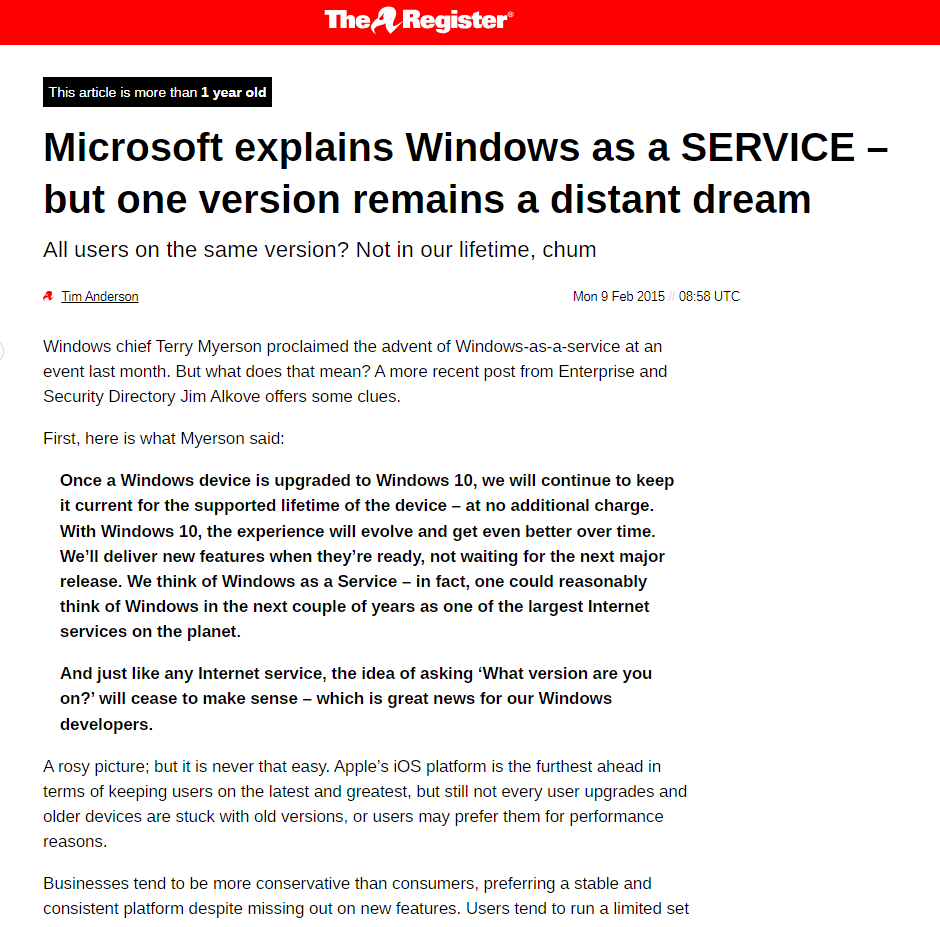 The Register®
This article is more than 1 year old
Microsoft explains Windows as a SERVICE –
but one version remains a distant dream
All users on the same version? Not in our lifetime, chum
Tim Anderson
Mon 9 Feb 2015 // 08:58 UTC
Windows chief Terry Myerson proclaimed the advent of Windows-as-a-service at an
event last month. But what does that mean? A more recent post from Enterprise and
Security Directory Jim Alkove offers some clues.
First, here is what Myerson said:
Once a Windows device is upgraded to Windows 10, we will continue to keep
it current for the supported lifetime of the device – at no additional charge.
With Windows 10, the experience will evolve and get even better over time.
We’ll deliver new features when they’re ready, not waiting for the next major
release. We think of Windows as a Service – in fact, one could reasonably
think of Windows in the next couple of years as one of the largest Internet
services on the planet.
And just like any Internet service, the idea of asking ‘What version are you
on?’ will cease to make sense – which is great news for our Windows
developers.
A rosy picture; but it is never that easy. Apple’s iOS platform is the furthest ahead in
terms of keeping users on the latest and greatest, but still not every user upgrades and
older devices are stuck with old versions, or users may prefer them for performance
reasons.
Businesses tend to be more conservative than consumers, preferring a stable and
consistent platform despite missing out on new features. Users tend to run a limited set